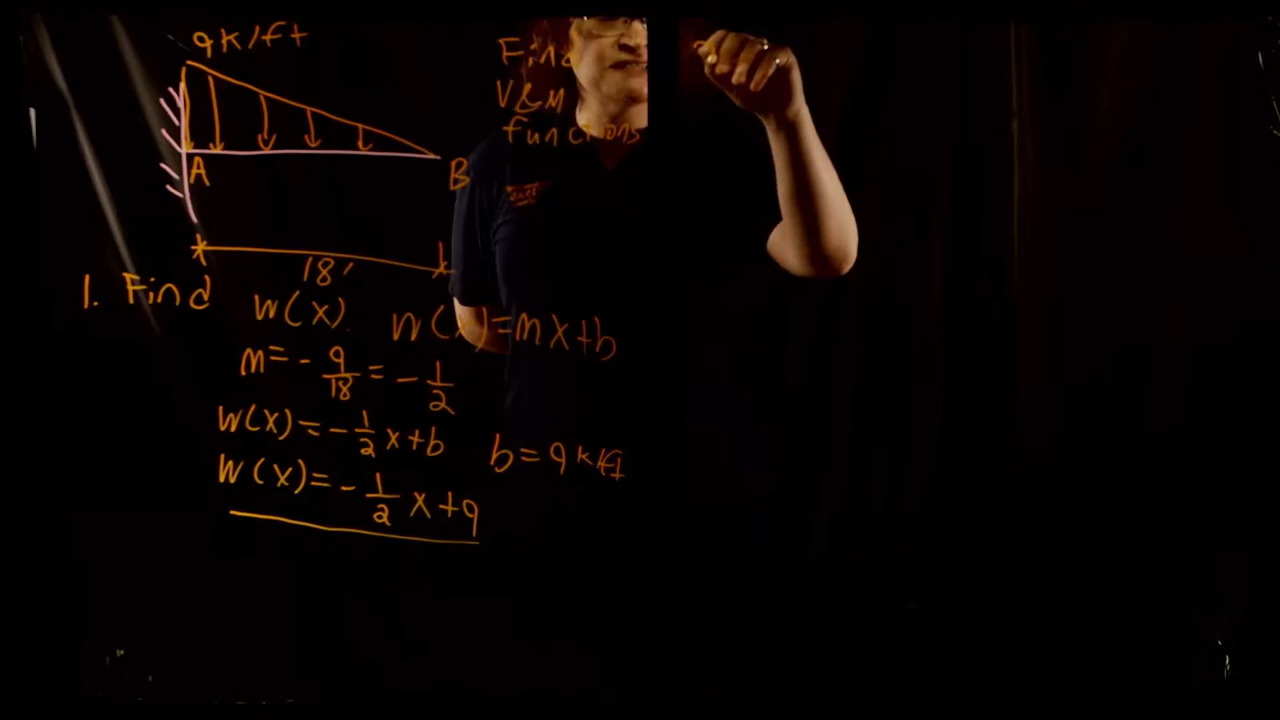 9k/ft
Find
V&M
functions
A
B
18'
1. Find w(x). w(x)=mx+b
m=-9/18=-1/2
w(x)=-1/2x+b b=9k/ft
w(x)=-1/2x+9